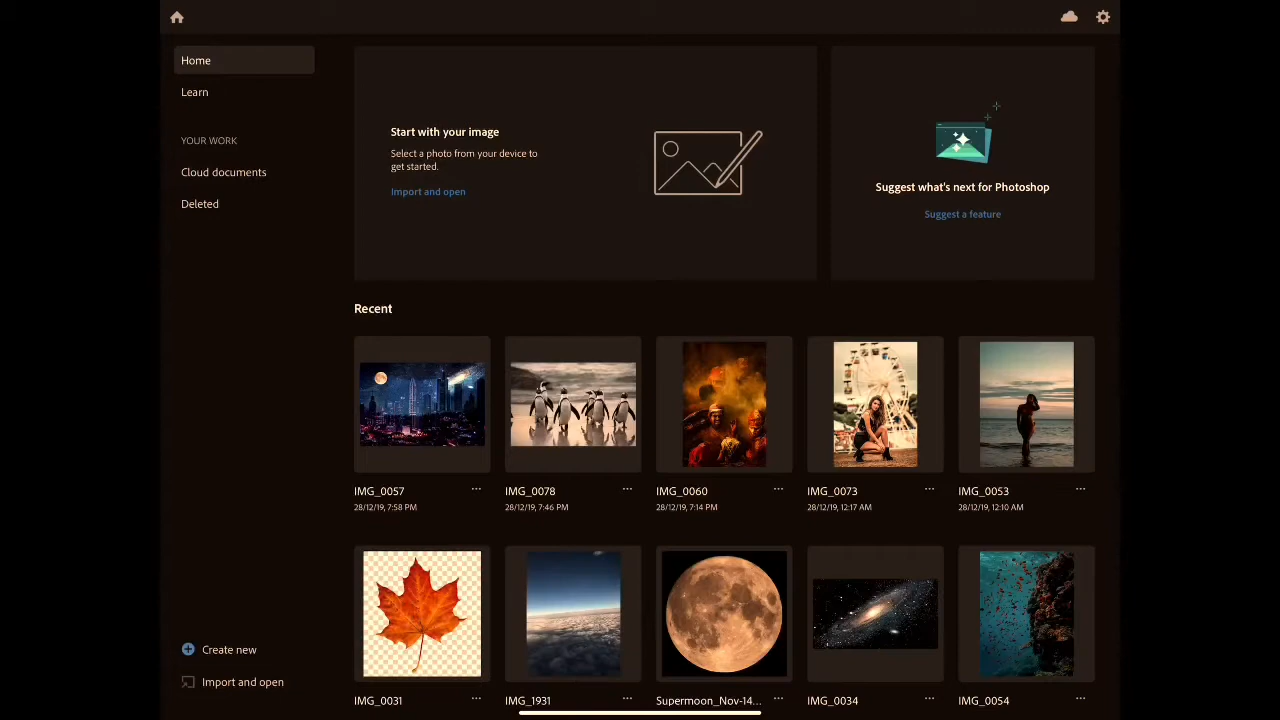 Home
Learn
YOUR WORK
Cloud documents
Deleted
Create new
Import and open
Start with your image
Select a photo from your device to
get started.
Import and open
Suggest what's next for Photoshop
Suggest a feature
Recent
IMG_0057
28/12/19, 7:58 PM
IMG_0078
28/12/19, 7:46 PM
IMG_0060
28/12/19, 7:14 PM
IMG_0073
28/12/19, 12:17 AM
IMG_0053
28/12/19, 12:10 AM
IMG_0031
IMG_1931
Supermoon_Nov-14...
IMG_0034
IMG_0054